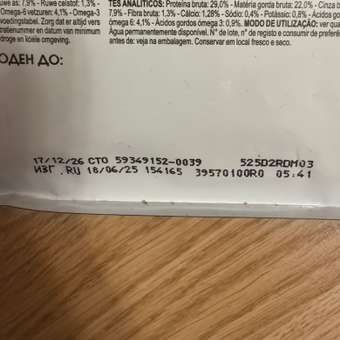 uwe as: 7,9% - Ruwe celstof: 1,3% -
Omega-6 vetzuren: 4,1% - Omega-3
voedingstabel. Zorg dat er altijd vers
tratienummer en datum van minimum
droge en koele omgeving.
TES ANALÍTICOS: Proteína bruta: 29,0% - Matéria gorda bruta: 22,0% - Cinza b
7,9% - Fibra bruta: 1,3% - Cálcio: 1,28% - Sódio: 0,4% - Potássio: 0,8% - Ácidos gordos
ómega 6: 4,1% - Ácidos gordos ómega 3: 0,9%. MODO DE UTILIZAÇÃO: ver qua
Água permanentemente disponível. N° de lote, n° de registo e consumir de preferê
antes de: veja na embalagem. Conservar em local fresco e seco.
ОДЕН ДО:
17/12/26 CTO 59349152-0039 525D2RDM03
ИЗГ.RU 18/06/25 154165 39570100R0 05:41